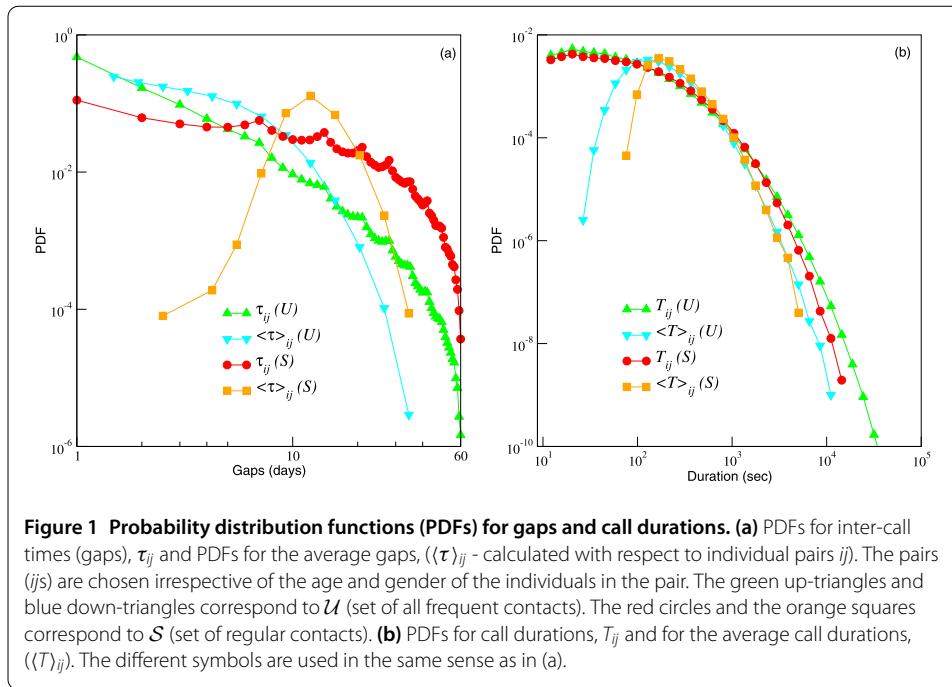 (a)
10^0
10^-2
10^-4
10^-6
PDF
τ_ij (U)
<τ>_ij (U)
τ_ij (S)
<τ>_ij (S)
1
10
60
Gaps (days)
(b)
10^-2
10^-4
10^-6
10^-8
10^-10
PDF
T_ij (U)
<T>_ij (U)
T_ij (S)
<T>_ij (S)
10^1
10^2
10^3
10^4
10^5
Duration (sec)
Figure 1 Probability distribution functions (PDFs) for gaps and call durations. (a) PDFs for inter-call
times (gaps), τ_ij and PDFs for the average gaps, (⟨τ⟩_ij - calculated with respect to individual pairs ij). The pairs
(ijs) are chosen irrespective of the age and gender of the individuals in the pair. The green up-triangles and
blue down-triangles correspond to 𝒰 (set of all frequent contacts). The red circles and the orange squares
correspond to 𝒮 (set of regular contacts). (b) PDFs for call durations, T_ij and for the average call durations,
(⟨T⟩_ij). The different symbols are used in the same sense as in (a).